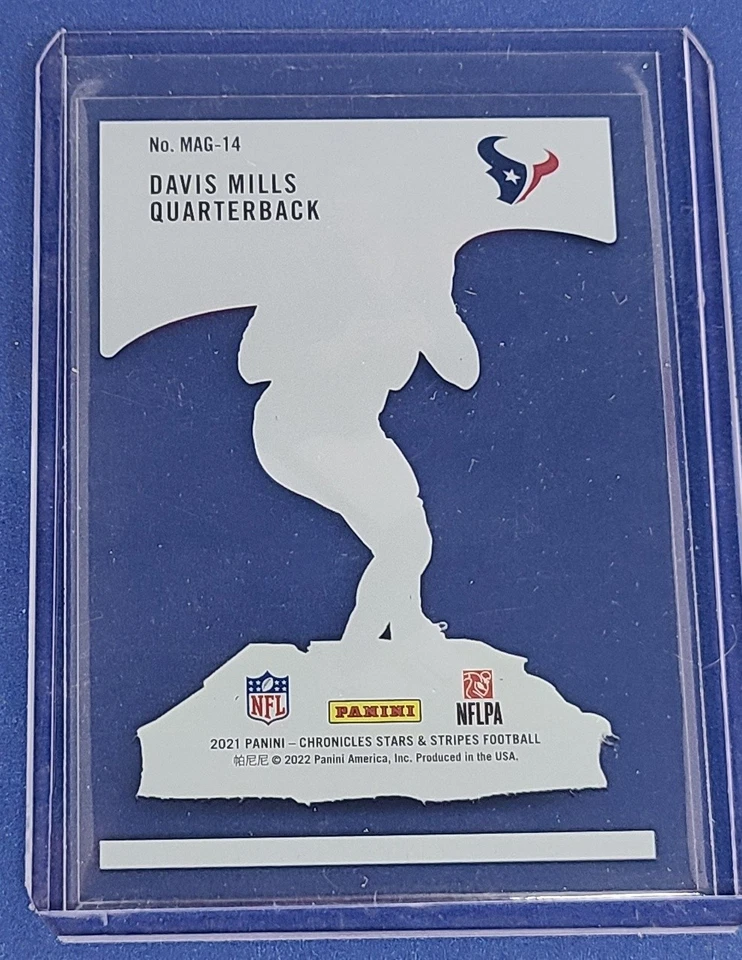 No. MAG-14
DAVIS MILLS
QUARTERBACK
NFL
PANINI
NFLPA
2021 PANINI – CHRONICLES STARS & STRIPES FOOTBALL
帕尼尼 © 2022 Panini America, Inc. Produced in the USA.